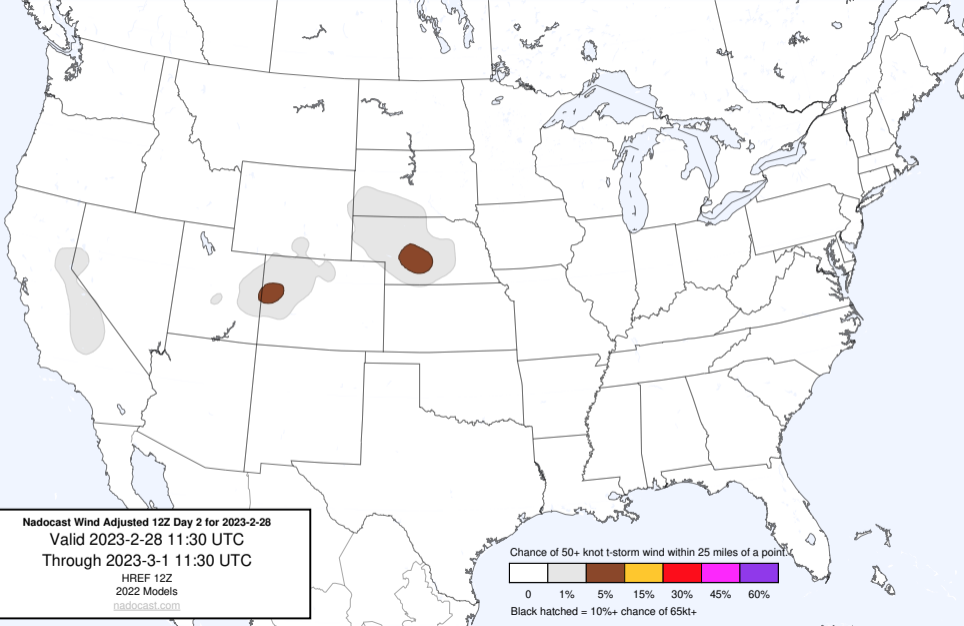 Nadocast Wind Adjusted 12Z Day 2 for 2023-2-28
Valid 2023-2-28 11:30 UTC
Through 2023-3-1 11:30 UTC
HREF 12Z
2022 Models
nadocast.com
Chance of 50+ knot t-storm wind within 25 miles of a point.
0 1% 5% 15% 30% 45% 60%
Black hatched = 10%+ chance of 65kt+